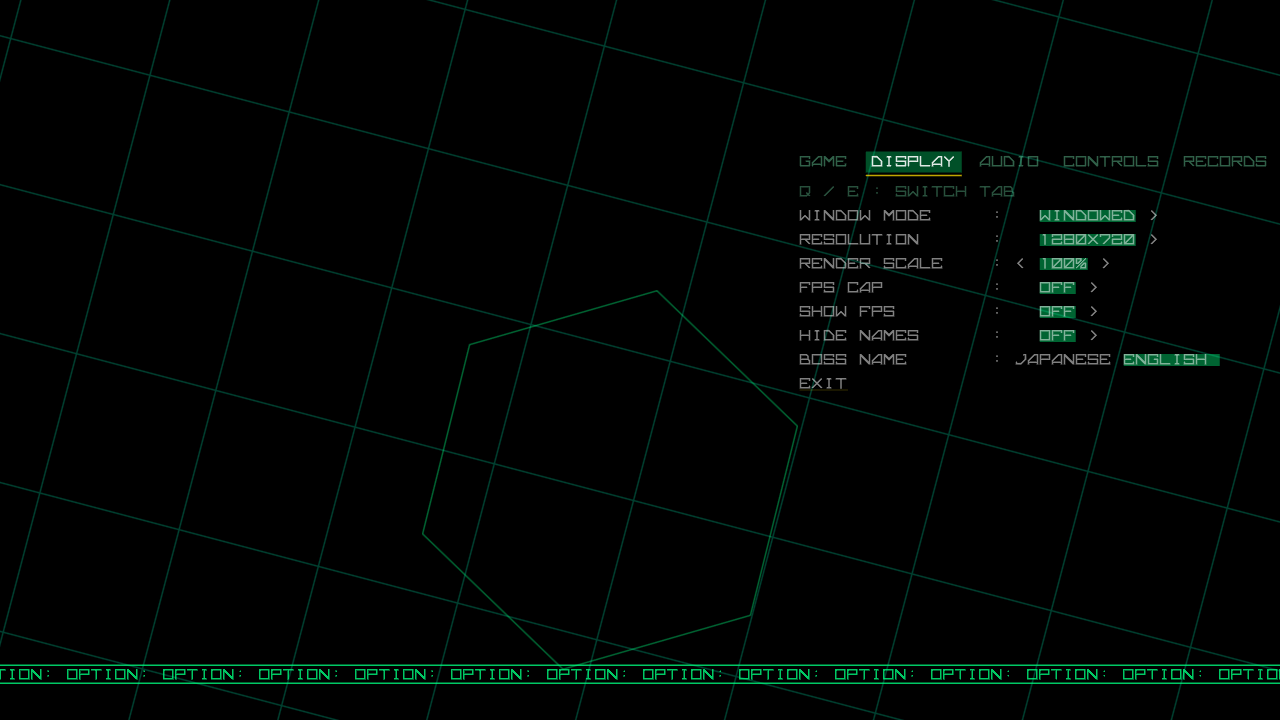 GAME DISPLAY AUDIO CONTROLS RECORDS
Q / E : SWITCH TAB
WINDOW MODE : WINDOWED >
RESOLUTION : 1280X720 >
RENDER SCALE : < 100% >
FPS CAP : OFF >
SHOW FPS : OFF >
HIDE NAMES : OFF >
BOSS NAME : JAPANESE ENGLISH
EXIT
TION: OPTION: OPTION: OPTION: OPTION: OPTION: OPTION: OPTION: OPTION: OPTION: OPTION: OPTION: OPTION: OPTIO